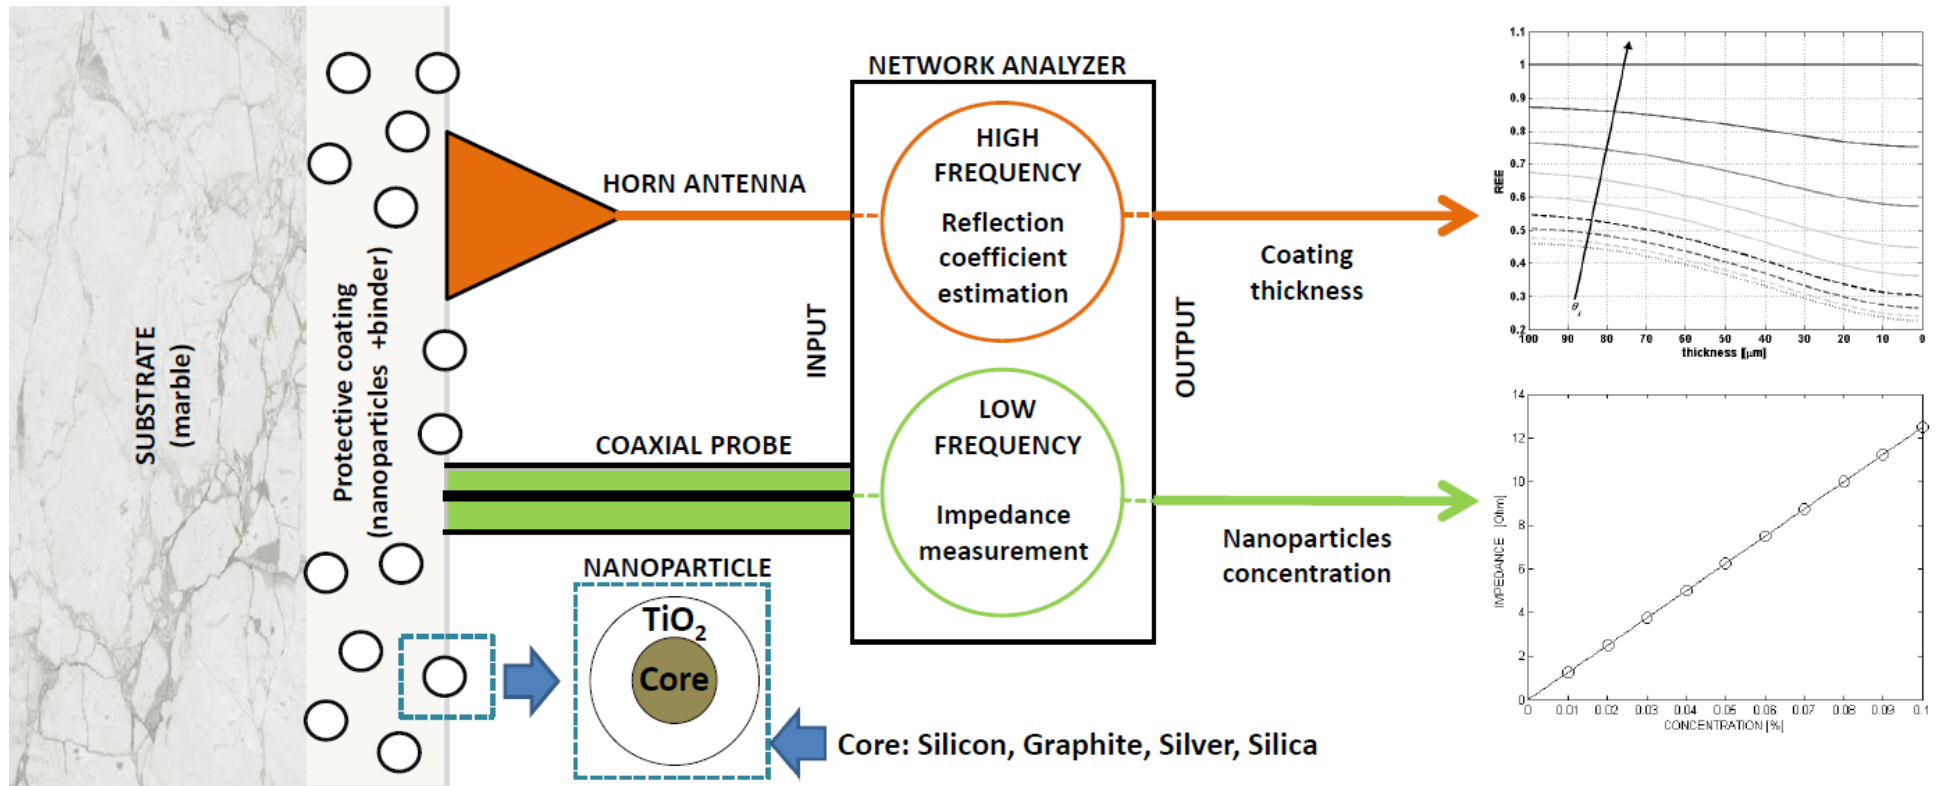 SUBSTRATE
(marble)
Protective coating
(nanoparticles +binder)
HORN ANTENNA
COAXIAL PROBE
NANOPARTICLE
TiO2
Core
Core: Silicon, Graphite, Silver, Silica
NETWORK ANALYZER
INPUT
HIGH
FREQUENCY
Reflection
coefficient
estimation
LOW
FREQUENCY
Impedance
measurement
OUTPUT
Coating
thickness
Nanoparticles
concentration
1.1
1
0.9
0.8
0.7
0.6
0.5
0.4
0.3
0.2
REE
θi
100 90 80 70 60 50 40 30 20 10 0
thickness [μm]
14
12
10
8
6
4
2
0
IMPEDANCE [Ohm]
0 0.01 0.02 0.03 0.04 0.05 0.06 0.07 0.08 0.09 0.1
CONCENTRATION [%]